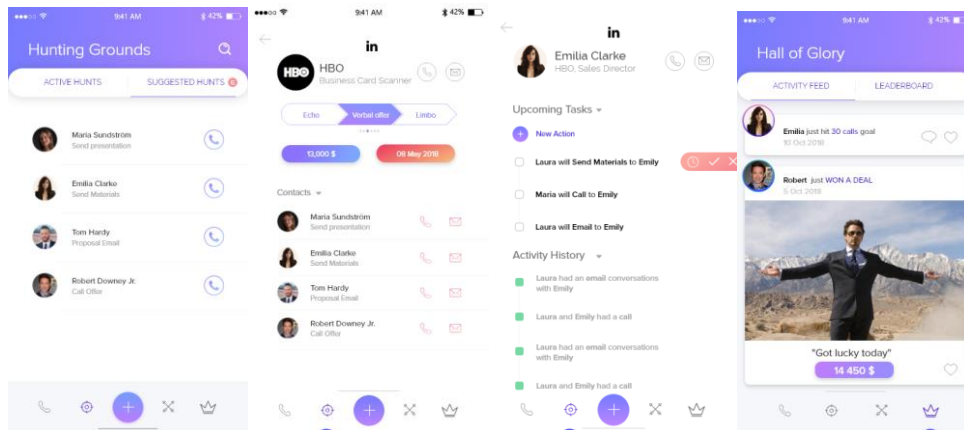 9:41 AM
42%
Hunting Grounds
ACTIVE HUNTS
SUGGESTED HUNTS
Maria Sundström
Send presentation
Emilia Clarke
Send Materials
Tom Hardy
Proposal Email
Robert Downey Jr.
Call Offer
9:41 AM
42%
in
HBO
HBO
Business Card Scanner
Echo
Verbal offer
Limbo
13,000 $
08 May 2018
Contacts
Maria Sundström
Send presentation
Emilia Clarke
Send Materials
Tom Hardy
Proposal Email
Robert Downey Jr.
Call Offer
in
Emilia Clarke
HBO, Sales Director
Upcoming Tasks
New Action
Laura will Send Materials to Emily
Maria will Call to Emily
Laura will Email to Emily
Activity History
Laura had an email conversations
with Emily
Laura and Emily had a call
Laura had an email conversations
with Emily
Laura and Emily had a call
9:41 AM
42%
Hall of Glory
ACTIVITY FEED
LEADERBOARD
Emilia just hit 30 calls goal
10 Oct 2018
Robert just WON A DEAL
5 Oct 2018
"Got lucky today"
14 450 $